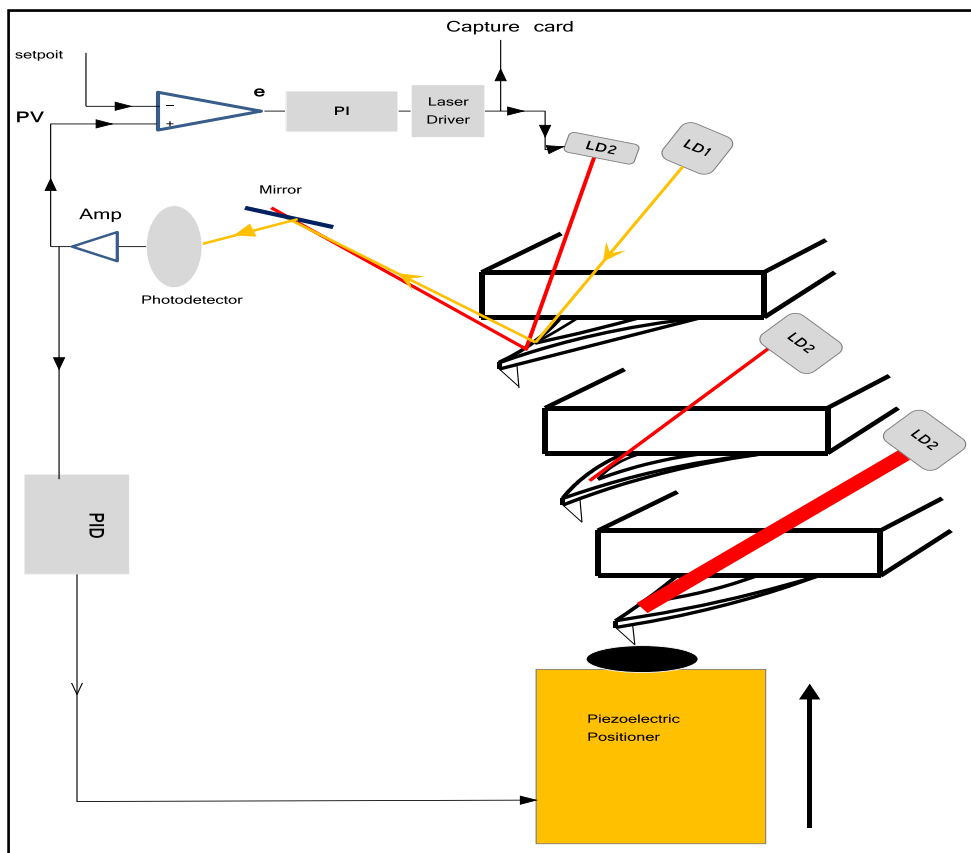 Capture card
setpoit
PV
−
+
e
PI
Laser
Driver
LD2
LD1
Mirror
Amp
Photodetector
LD2
LD2
PID
Piezoelectric
Positioner